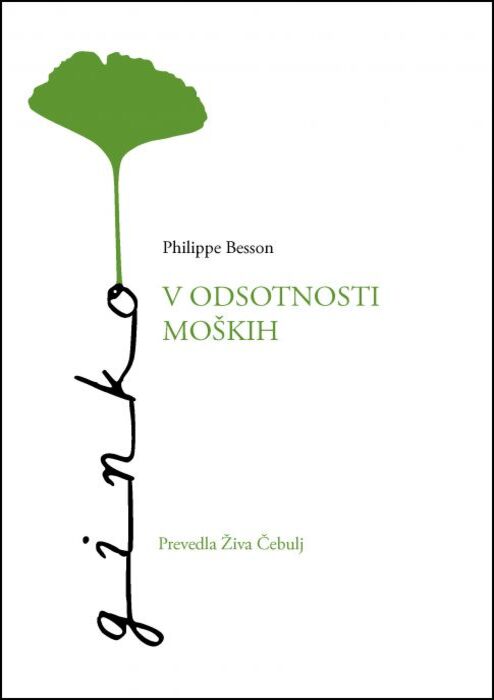 Philippe Besson
V ODSOTNOSTI
MOŠKIH
Prevedla Živa Čebulj
ginko